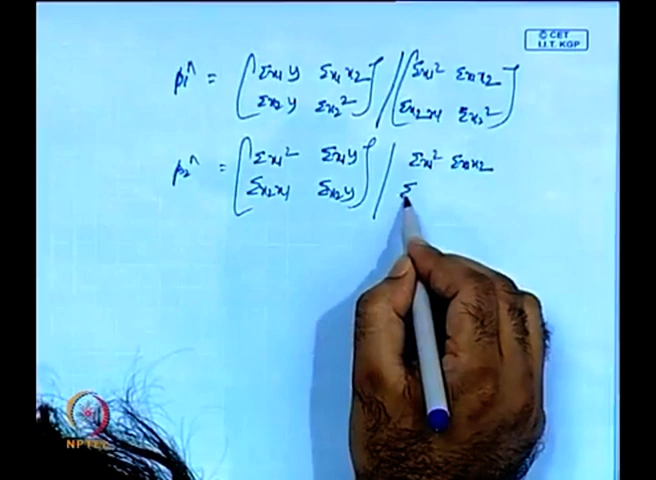 © CET
I.I.T. KGP
β₁^ = [Σx₁y Σx₁x₂ / [Σx₁² Σx₁x₂
Σx₂y Σx₂²] Σx₂x₁ Σx₂²]
β₂^ = [Σx₁² Σx₁y / Σx₁² Σx₁x₂
Σx₂x₁ Σx₂y] Σ
NPTEL